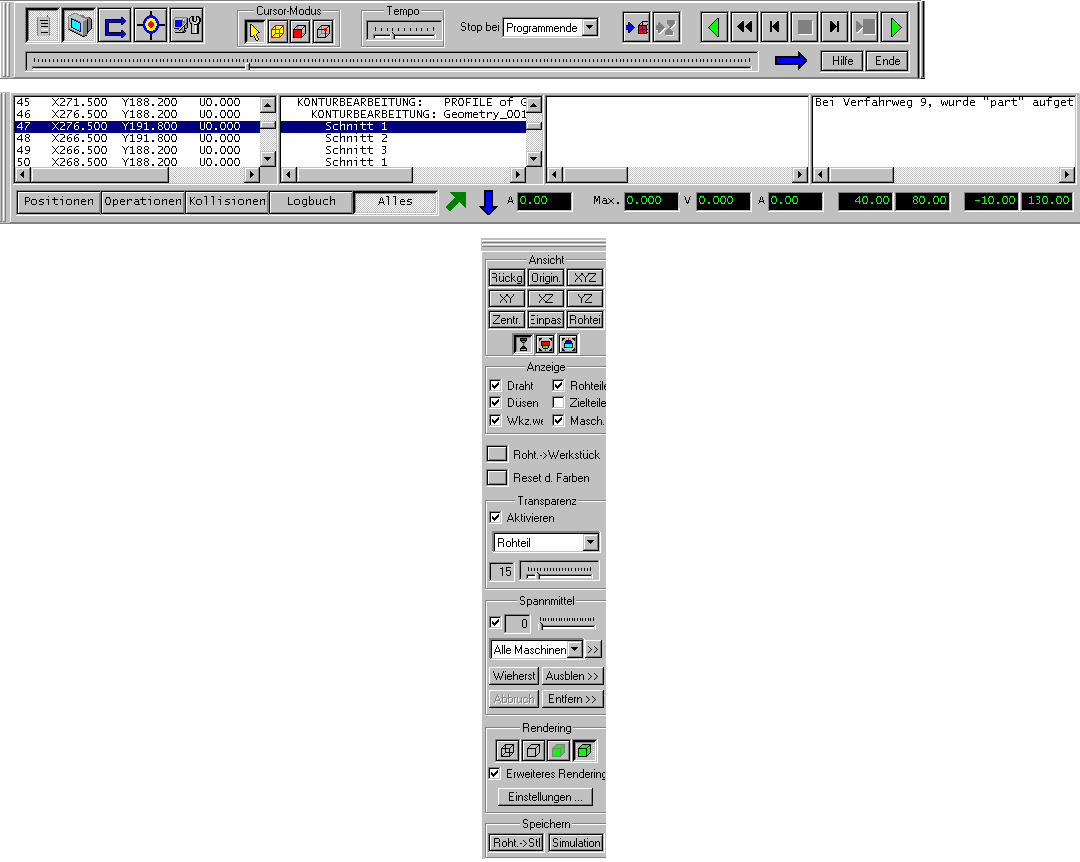 Cursor-Modus
Tempo
Stop bei Programmende
Hilfe Ende
45 X271.500 Y188.200 U0.000
46 X276.500 Y188.200 U0.000
47 X276.500 Y191.800 U0.000
48 X266.500 Y191.800 U0.000
49 X266.500 Y188.200 U0.000
50 X268.500 Y188.200 U0.000
KONTURBEARBEITUNG: PROFILE of G
KONTURBEARBEITUNG: Geometry_001
Schnitt 1
Schnitt 2
Schnitt 3
Schnitt 1
Bei Verfahrweg 9, wurde "part" aufget
Positionen Operationen Kollisionen Logbuch Alles
A 0.00 Max. 0.000 V 0.000 A 0.00 40.00 80.00 -10.00 130.00
Ansicht
Rückg Origin. XYZ
XY XZ YZ
Zentr. Einpas Rohteil
Anzeige
Draht Rohteile
Düsen Zielteile
Wkz.we Masch.
Roht.->Werkstück
Reset d. Farben
Transparenz
Aktivieren
Rohteil
15
Spannmittel
0
Alle Maschinen >>
Wieherst Ausblen >>
Abbruch Entfern >>
Rendering
Erweiteres Rendering
Einstellungen ...
Speichern
Roht.->Stl Simulation